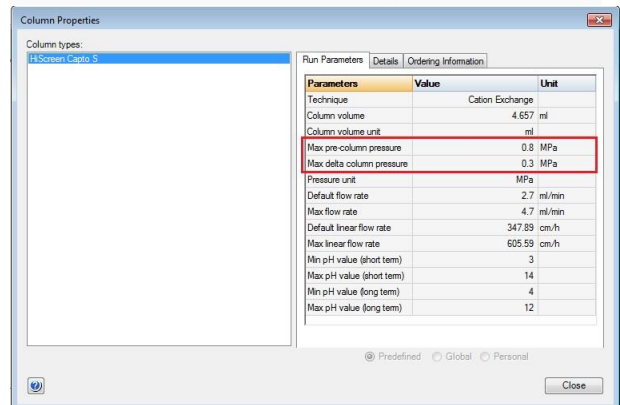 Column Properties
Column types:
HiScreen Capto S
Run Parameters Details Ordering Information
Parameters Value Unit
Technique Cation Exchange
Column volume 4.657 ml
Column volume unit ml
Max pre-column pressure 0.8 MPa
Max delta column pressure 0.3 MPa
Pressure unit MPa
Default flow rate 2.7 ml/min
Max flow rate 4.7 ml/min
Default linear flow rate 347.89 cm/h
Max linear flow rate 605.59 cm/h
Min pH value (short term) 3
Max pH value (short term) 14
Min pH value (long term) 4
Max pH value (long term) 12
Predefined Global Personal
Close